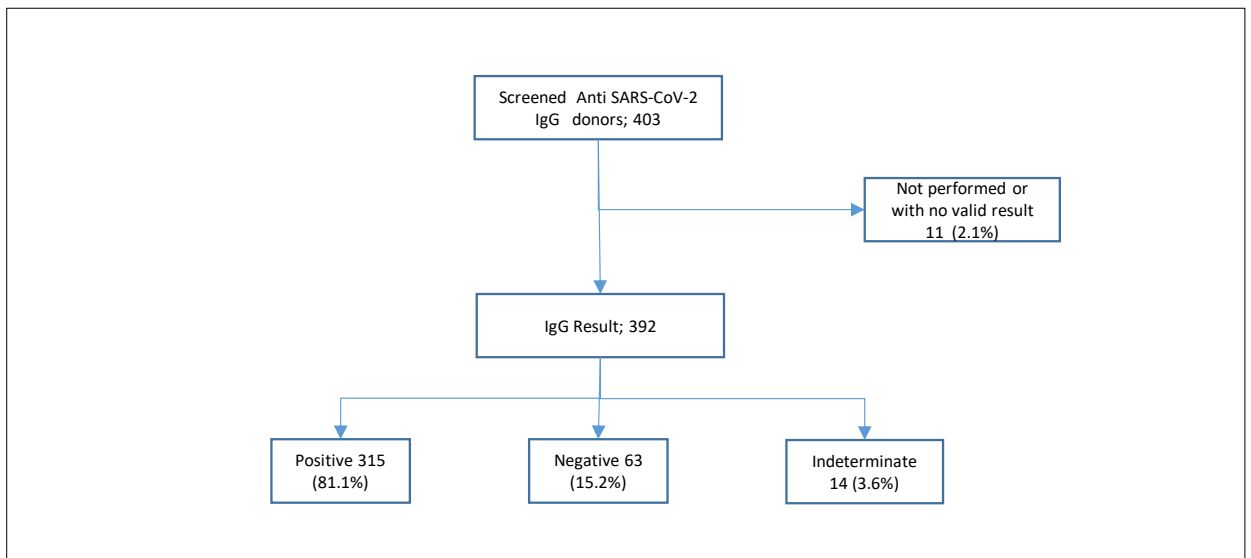 Screened Anti SARS-CoV-2
IgG donors; 403
Not performed or
with no valid result
11 (2.1%)
IgG Result; 392
Positive 315
(81.1%)
Negative 63
(15.2%)
Indeterminate
14 (3.6%)